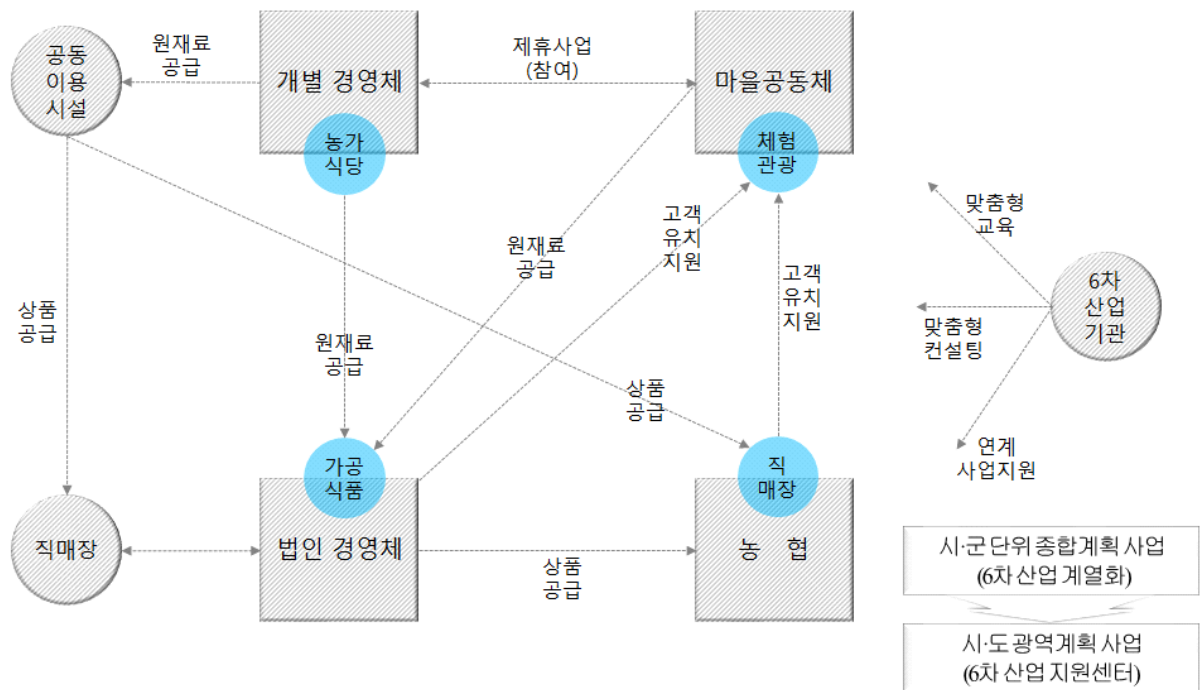 공동
이용
시설
원재료
공급
개별 경영체
농가
식당
제휴사업
(참여)
마을공동체
체험
관광
원재료
공급
고객
유치
지원
고객
유치
지원
맞춤형
교육
6차
산업
기관
맞춤형
컨설팅
연계
사업지원
상품
공급
원재료
공급
상품
공급
가공
식품
직
매장
직매장
법인 경영체
상품
공급
농 협
시·군 단위 종합계획 사업
(6차 산업 계열화)
시·도 광역계획 사업
(6차 산업 지원센터)